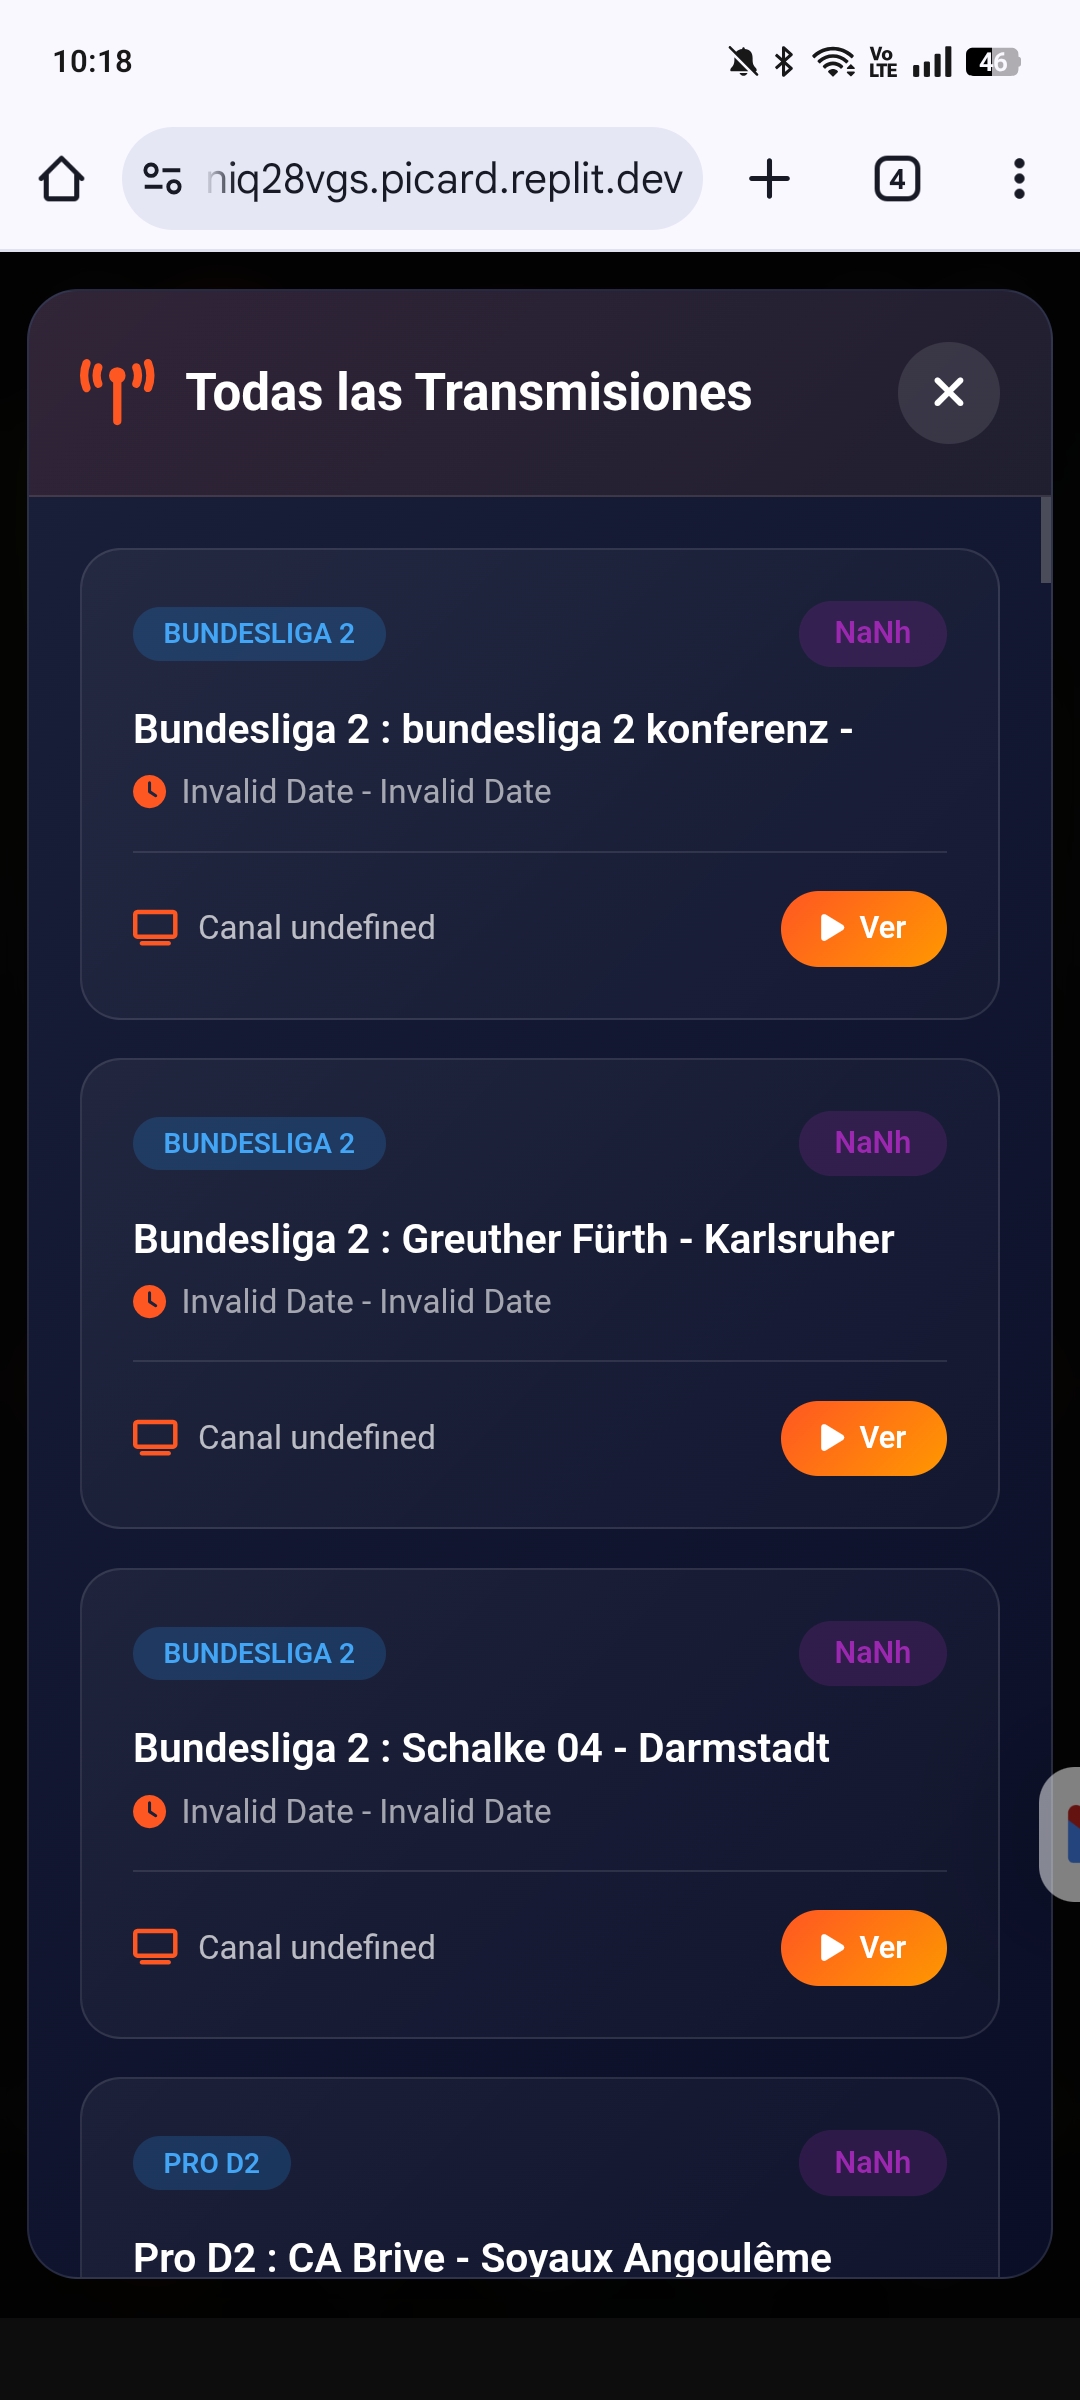 10:18
Vo
LTE
46
niq28vgs.picard.replit.dev
4
Todas las Transmisiones
BUNDESLIGA 2
NaNh
Bundesliga 2 : bundesliga 2 konferenz -
Invalid Date - Invalid Date
Canal undefined
Ver
BUNDESLIGA 2
NaNh
Bundesliga 2 : Greuther Fürth - Karlsruher
Invalid Date - Invalid Date
Canal undefined
Ver
BUNDESLIGA 2
NaNh
Bundesliga 2 : Schalke 04 - Darmstadt
Invalid Date - Invalid Date
Canal undefined
Ver
PRO D2
NaNh
Pro D2 : CA Brive - Soyaux Angoulême